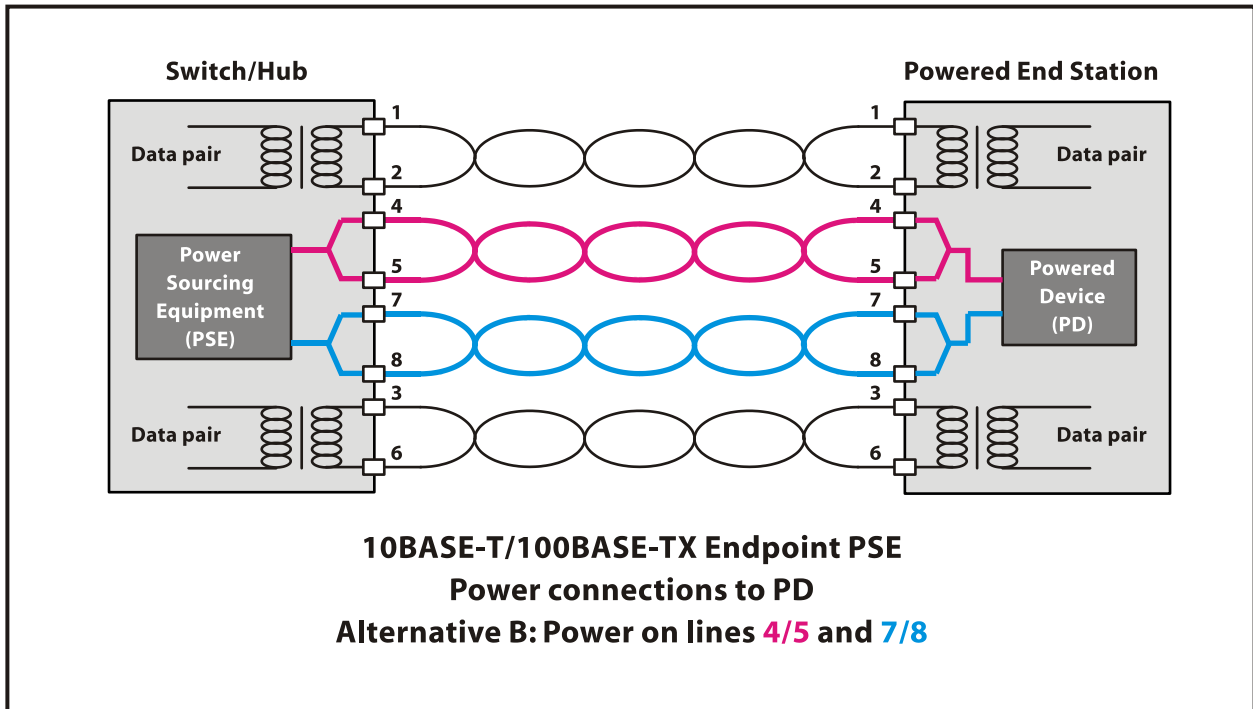 Switch/Hub
Powered End Station
1
1
Data pair
Data pair
2
2
4
4
Power
Sourcing
Equipment
(PSE)
Powered
Device
(PD)
5
5
7
7
8
8
3
3
Data pair
Data pair
6
6
10BASE-T/100BASE-TX Endpoint PSE
Power connections to PD
Alternative B: Power on lines 4/5 and 7/8